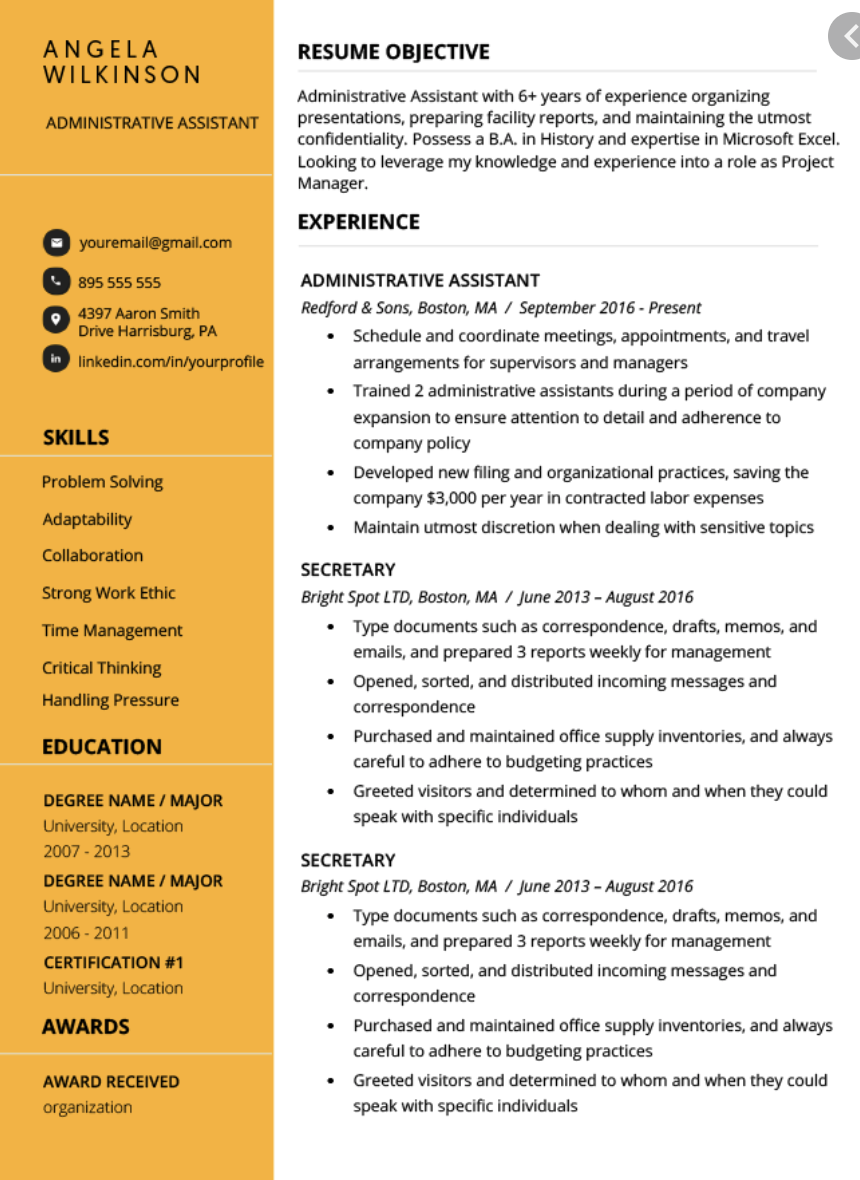 ANGELA
WILKINSON
ADMINISTRATIVE ASSISTANT
youremail@gmail.com
895 555 555
4397 Aaron Smith
Drive Harrisburg, PA
in
linkedin.com/in/yourprofile
SKILLS
Problem Solving
Adaptability
Collaboration
Strong Work Ethic
Time Management
Critical Thinking
Handling Pressure
EDUCATION
DEGREE NAME / MAJOR
University, Location
2007 - 2013
DEGREE NAME / MAJOR
University, Location
2006 - 2011
CERTIFICATION #1
University, Location
AWARDS
AWARD RECEIVED
organization
RESUME OBJECTIVE
Administrative Assistant with 6+ years of experience organizing
presentations, preparing facility reports, and maintaining the utmost
confidentiality. Possess a B.A. in History and expertise in Microsoft Excel.
Looking to leverage my knowledge and experience into a role as Project
Manager.
EXPERIENCE
ADMINISTRATIVE ASSISTANT
Redford & Sons, Boston, MA / September 2016 - Present
• Schedule and coordinate meetings, appointments, and travel
arrangements for supervisors and managers
• Trained 2 administrative assistants during a period of company
expansion to ensure attention to detail and adherence to
company policy
• Developed new filing and organizational practices, saving the
company $3,000 per year in contracted labor expenses
• Maintain utmost discretion when dealing with sensitive topics
SECRETARY
Bright Spot LTD, Boston, MA / June 2013 – August 2016
• Type documents such as correspondence, drafts, memos, and
emails, and prepared 3 reports weekly for management
• Opened, sorted, and distributed incoming messages and
correspondence
• Purchased and maintained office supply inventories, and always
careful to adhere to budgeting practices
• Greeted visitors and determined to whom and when they could
speak with specific individuals
SECRETARY
Bright Spot LTD, Boston, MA / June 2013 – August 2016
• Type documents such as correspondence, drafts, memos, and
emails, and prepared 3 reports weekly for management
• Opened, sorted, and distributed incoming messages and
correspondence
• Purchased and maintained office supply inventories, and always
careful to adhere to budgeting practices
• Greeted visitors and determined to whom and when they could
speak with specific individuals